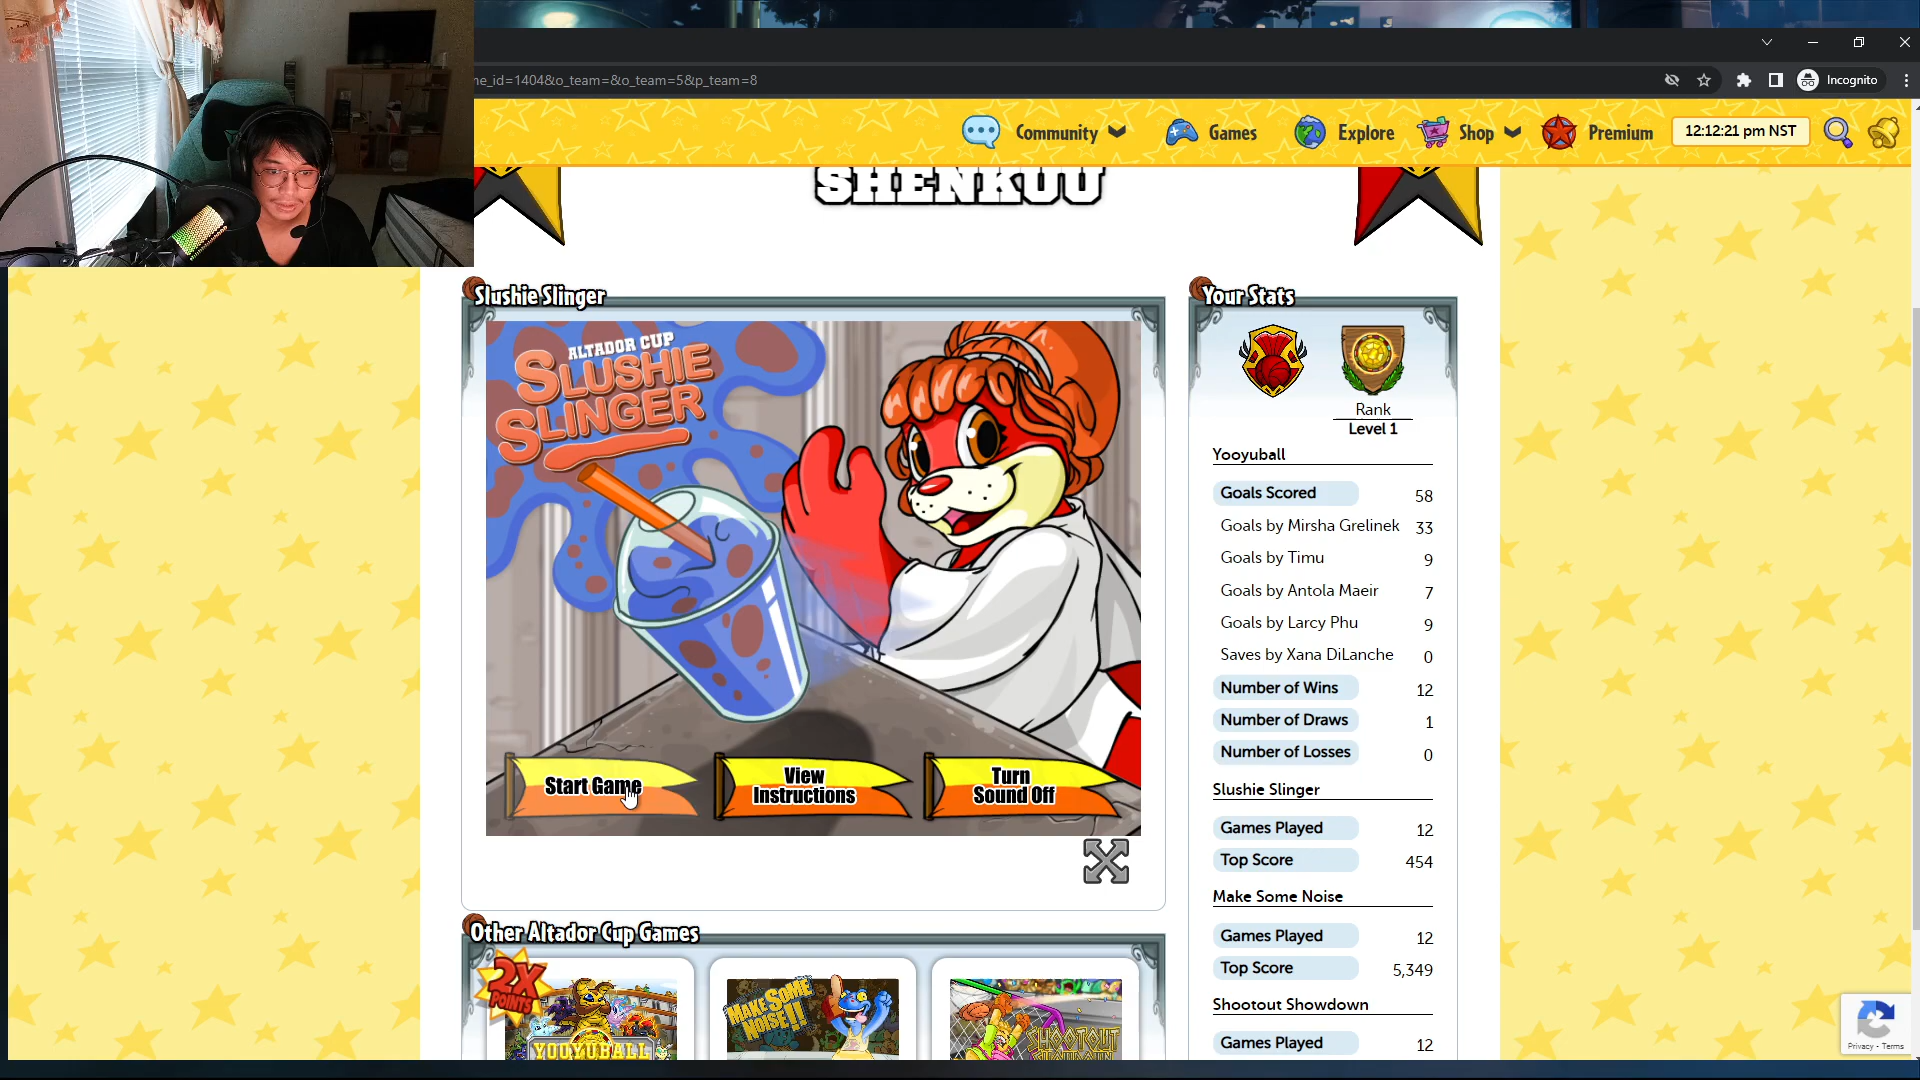 ne_id=1404&o_team=&o_team=5&p_team=8
Incognito
Community
Games
Explore
Shop
Premium
12:12:21 pm NST
SHENKUU
Slushie Slinger
ALTADOR CUP
SLUSHIE
SLINGER
Start Game
View
Instructions
Turn
Sound Off
Your Stats
Rank
Level 1
Yooyuball
Goals Scored 58
Goals by Mirsha Grelinek 33
Goals by Timu 9
Goals by Antola Maeir 7
Goals by Larcy Phu 9
Saves by Xana DiLanche 0
Number of Wins 12
Number of Draws 1
Number of Losses 0
Slushie Slinger
Games Played 12
Top Score 454
Make Some Noise
Games Played 12
Top Score 5,349
Shootout Showdown
Games Played 12
Other Altador Cup Games
2X
POINTS
YOOYUBALL
MAKE SOME
NOISE!!
SHOOTOUT
SHOWDOWN
Privacy - Terms